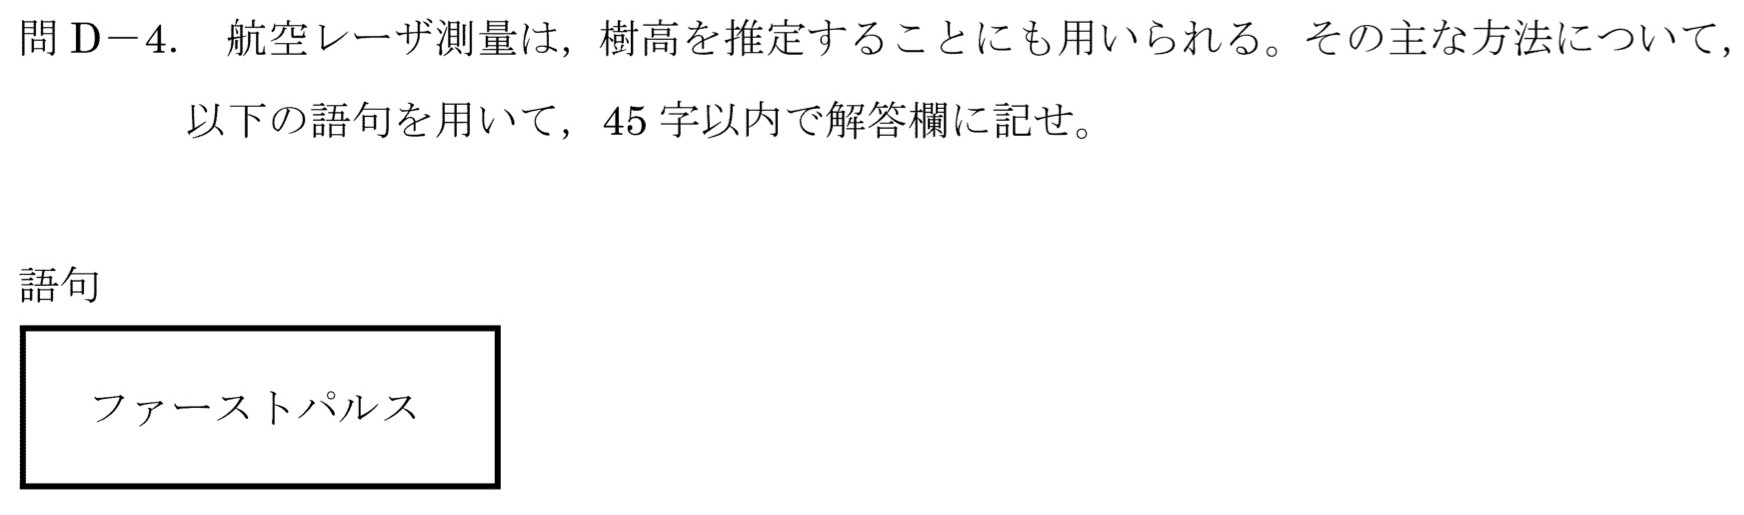 問 D－4. 航空レーザ測量は，樹高を推定することにも用いられる。その主な方法について，
以下の語句を用いて，45 字以内で解答欄に記せ。
語句
ファーストパルス